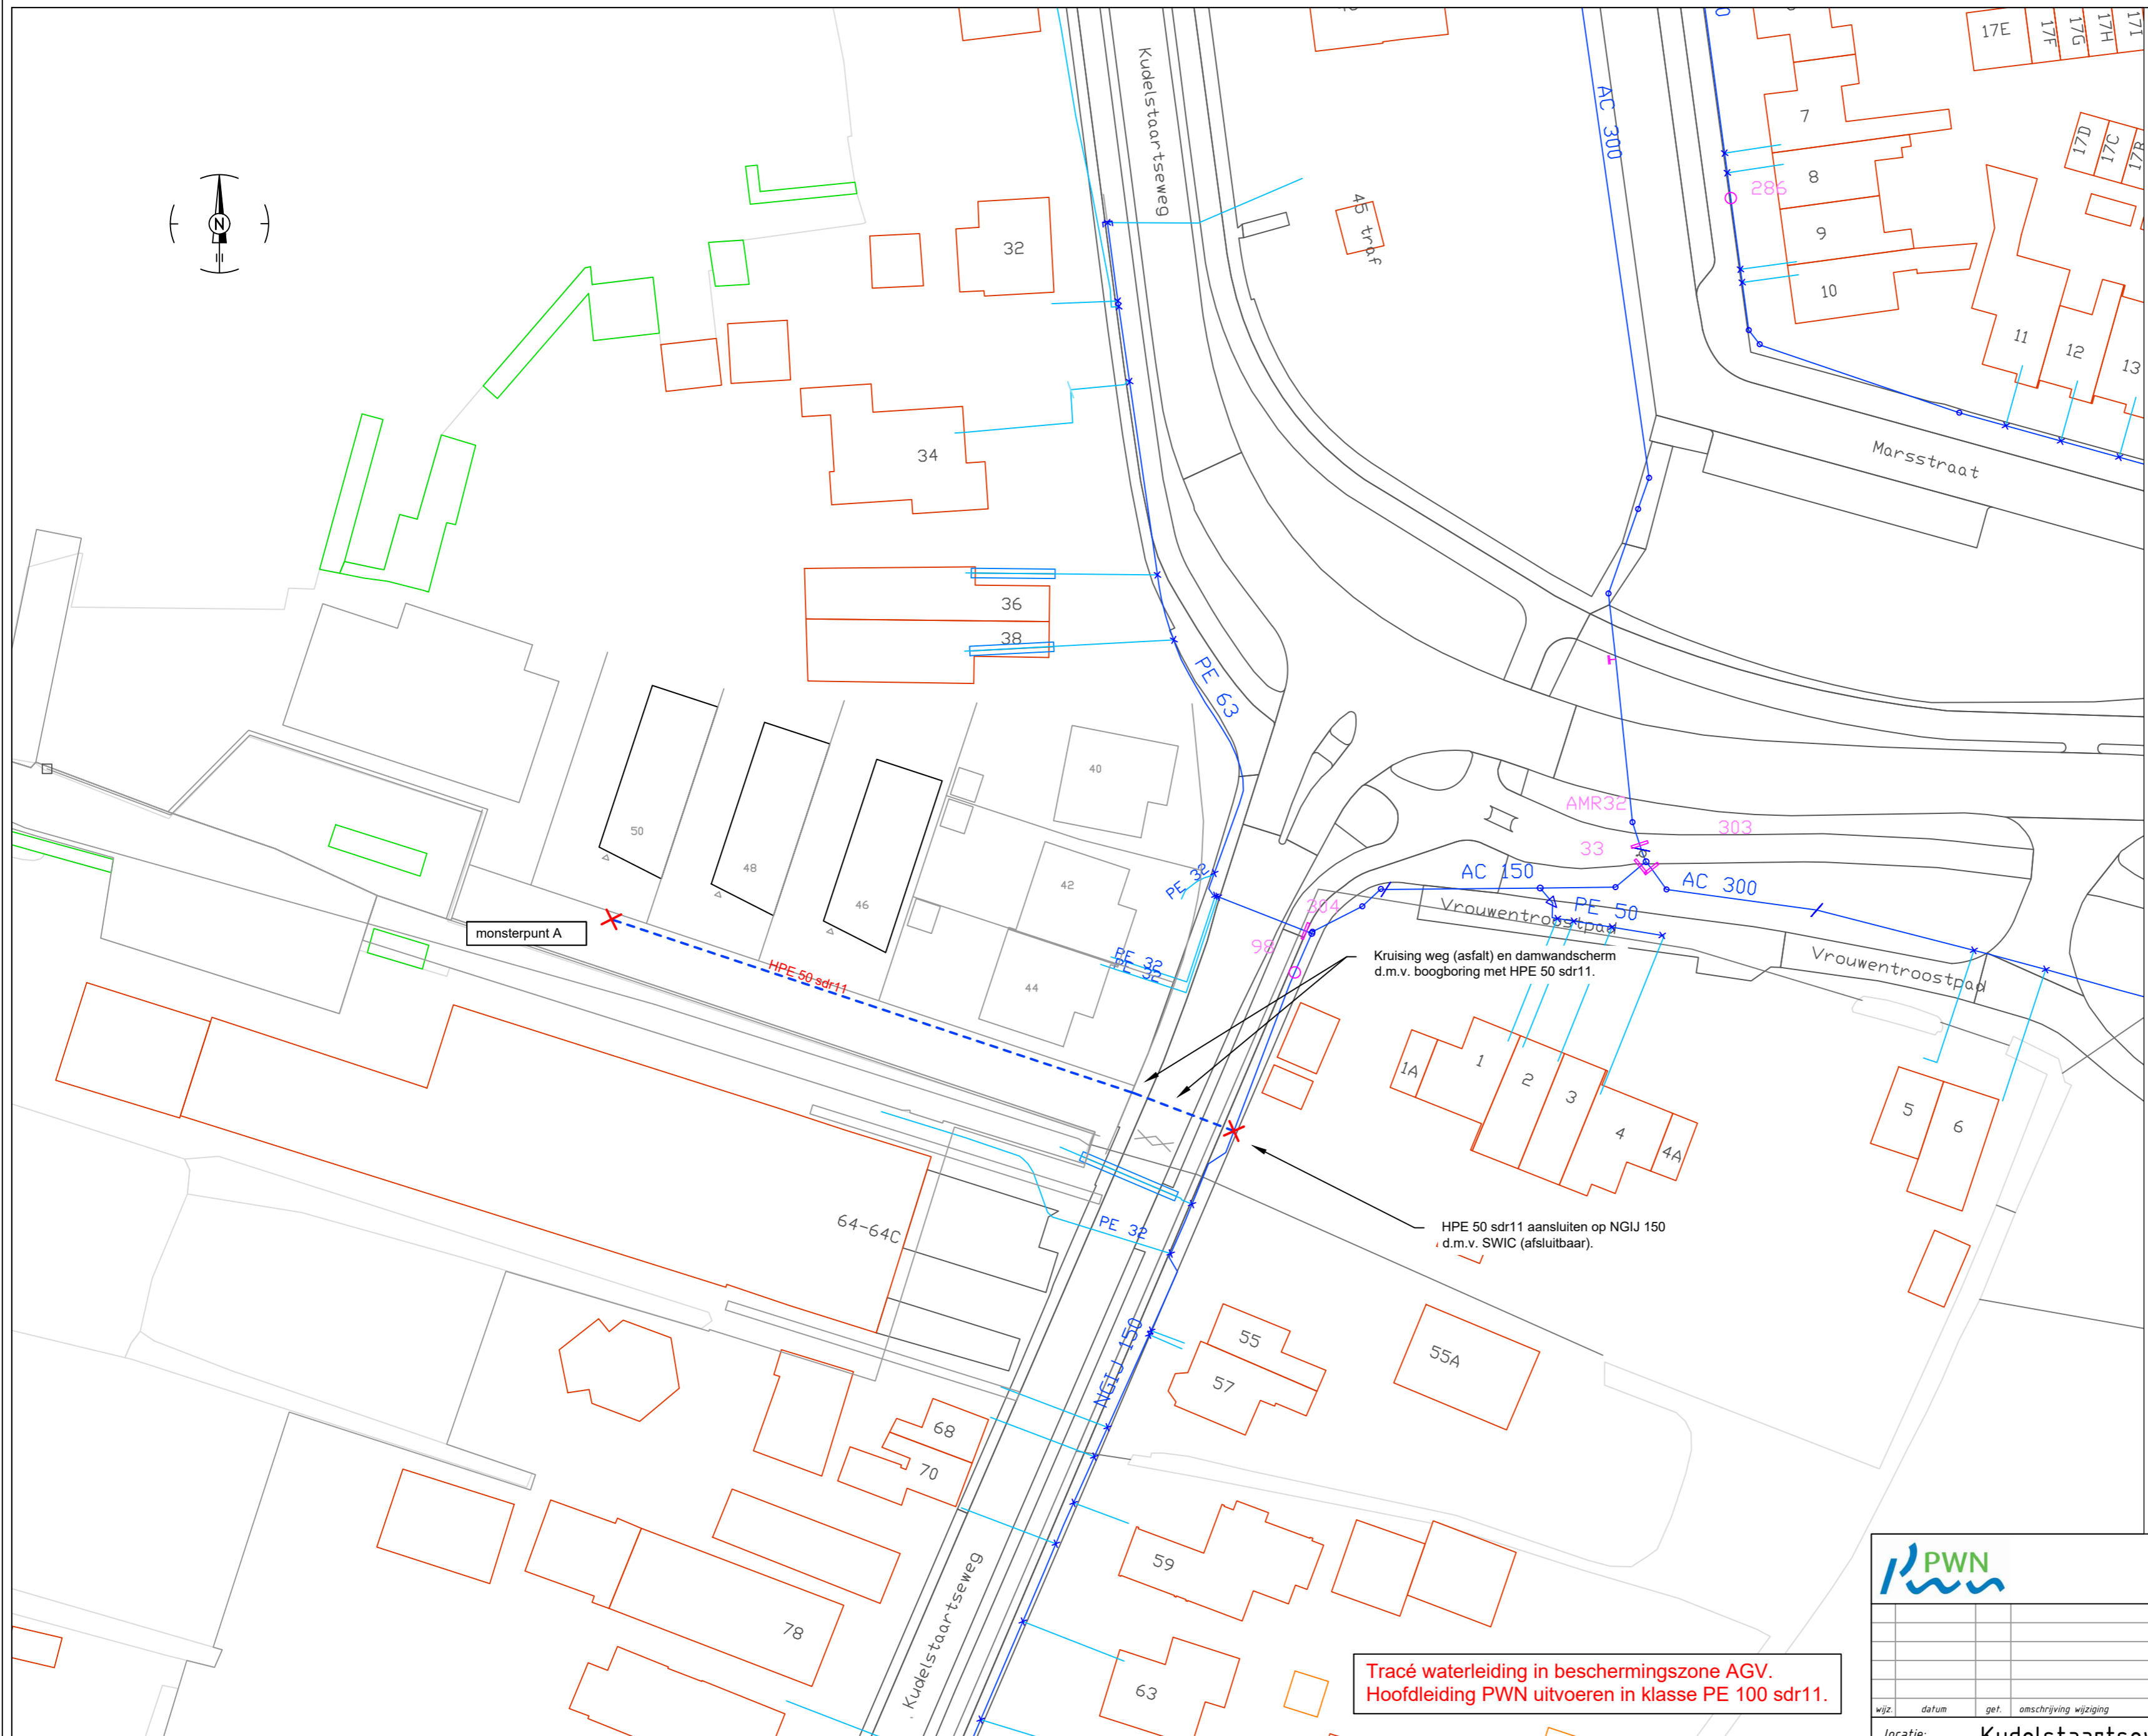 17E
17F
17G
17H
17I
Kudelstaartseweg
AC 300
7
17D
17C
8
286
9
10
45 traf
32
N
11
12
13
Marsstraat
34
36
38
PE 63
40
50
48
46
42
44
AMR32
303
33
AC 150
AC 300
PE 32
PE 50
304
98
Vrouwentroostpad
Vrouwentroostpad
monsterpunt A
HPE 50 sdr11
PE 32
PE 32
Kruising weg (asfalt) en damwandscherm
d.m.v. boogboring met HPE 50 sdr11.
1A
1
2
3
4
4A
5
6
64-64C
PE 32
HPE 50 sdr11 aansluiten op NGIJ 150
d.m.v. SWIC (afsluitbaar).
NGIJ 150
55
55A
57
68
70
59
78
63
Kudelstaartseweg
PWN
Tracé waterleiding in beschermingszone AGV.
Hoofdleiding PWN uitvoeren in klasse PE 100 sdr11.
wijz. datum get. omschrijving wijziging
locatie: